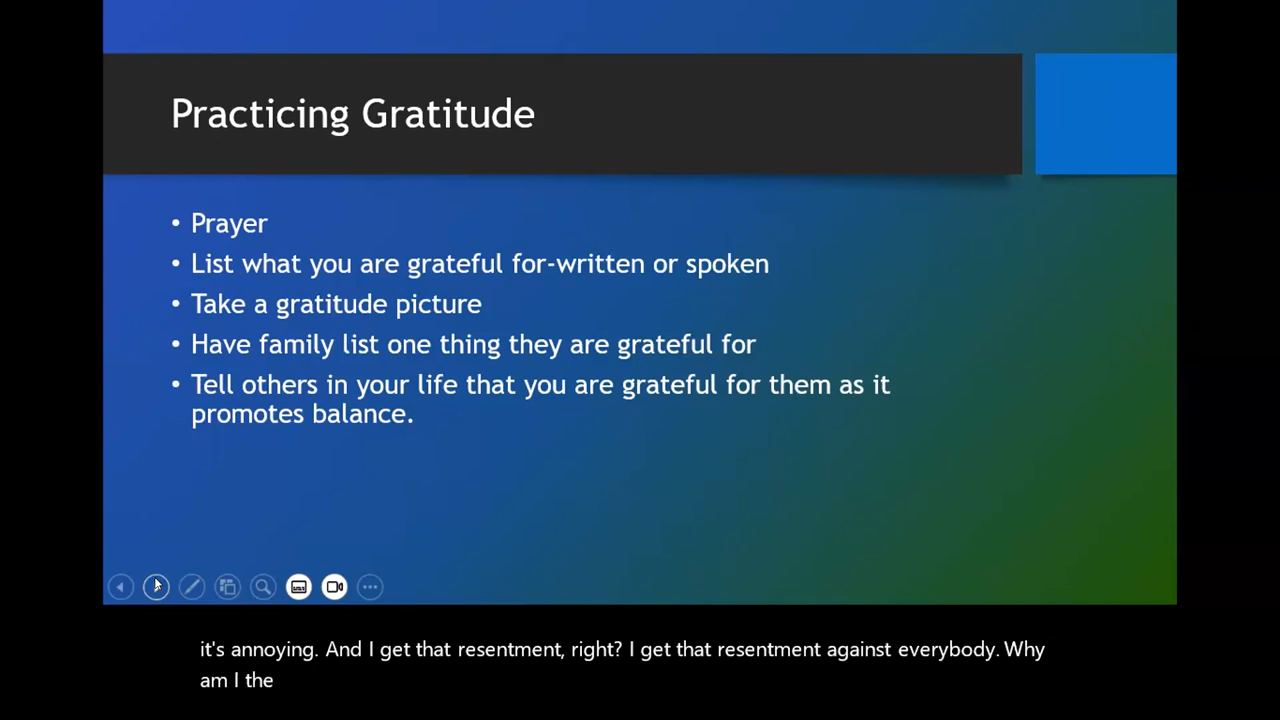 Practicing Gratitude
• Prayer
• List what you are grateful for-written or spoken
• Take a gratitude picture
• Have family list one thing they are grateful for
• Tell others in your life that you are grateful for them as it
promotes balance.
it's annoying. And I get that resentment, right? I get that resentment against everybody. Why
am I the